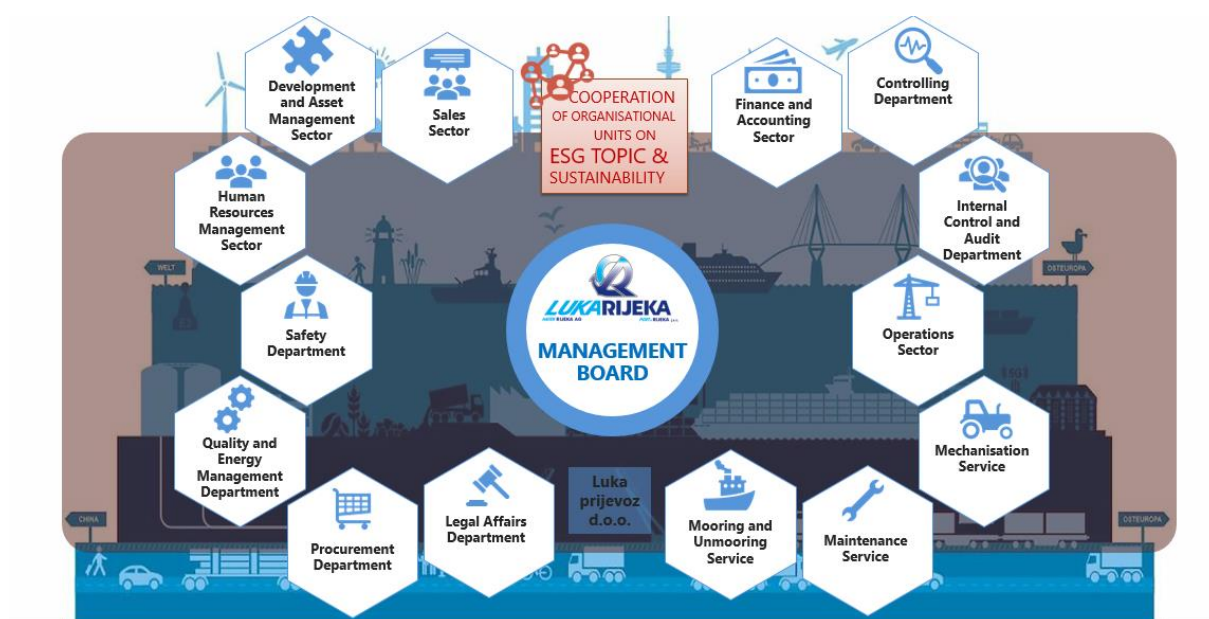 Development
and Asset
Management
Sector
Sales
Sector
COOPERATION
OF ORGANISATIONAL
UNITS ON
ESG TOPIC &
SUSTAINABILITY
Finance and
Accounting
Sector
Controlling
Department
Human
Resources
Management
Sector
Internal
Control and
Audit
Department
WELT
OSTEUROPA
Safety
Department
LUKARIJEKA
MANAGEMENT
BOARD
Operations
Sector
Quality and
Energy
Management
Department
Mechanisation
Service
Procurement
Department
Legal Affairs
Department
Luka
prijevoz
d.o.o.
Mooring and
Unmooring
Service
Maintenance
Service
CHINA
OSTEUROPA